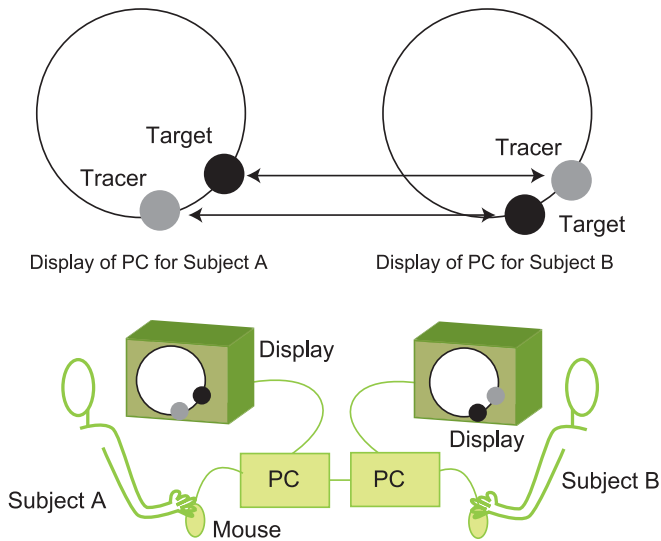 Target
Tracer
Tracer
Target
Display of PC for Subject A
Display of PC for Subject B
Display
Display
PC
PC
Subject A
Subject B
Mouse